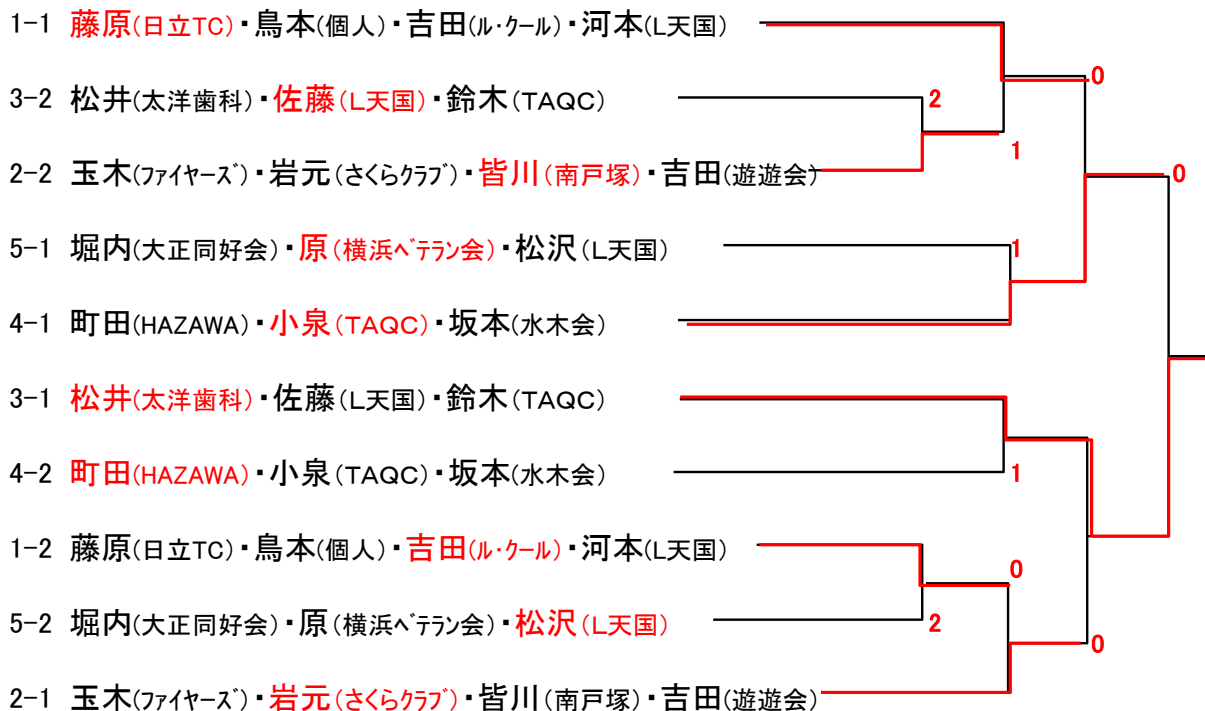 1-1 藤原(日立TC)・鳥本(個人)・吉田(ル・クール)・河本(L天国)
0
3-2 松井(太洋歯科)・佐藤(L天国)・鈴木(TAQC)
2
1
2-2 玉木(ファイヤーズ)・岩元(さくらクラブ)・皆川(南戸塚)・吉田(遊遊会)
0
5-1 堀内(大正同好会)・原(横浜ベテラン会)・松沢(L天国)
1
4-1 町田(HAZAWA)・小泉(TAQC)・坂本(水木会)
3-1 松井(太洋歯科)・佐藤(L天国)・鈴木(TAQC)
4-2 町田(HAZAWA)・小泉(TAQC)・坂本(水木会)
1
1-2 藤原(日立TC)・鳥本(個人)・吉田(ル・クール)・河本(L天国)
0
5-2 堀内(大正同好会)・原(横浜ベテラン会)・松沢(L天国)
2
0
2-1 玉木(ファイヤーズ)・岩元(さくらクラブ)・皆川(南戸塚)・吉田(遊遊会)